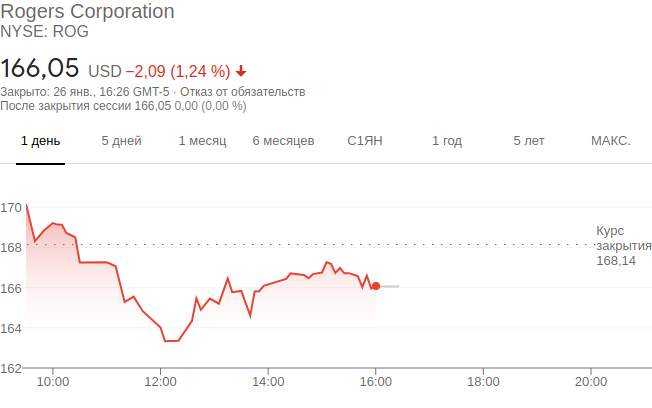 Rogers Corporation
NYSE: ROG
166,05 USD −2,09 (1,24 %)
Закрыто: 26 янв., 16:26 GMT-5 · Отказ от обязательств
После закрытия сессии 166,05 0,00 (0,00 %)
1 день 5 дней 1 месяц 6 месяцев С1ЯН 1 год 5 лет МАКС.
170
Курс
168 закрытия
168,14
166
164
162
10:00 12:00 14:00 16:00 18:00 20:00